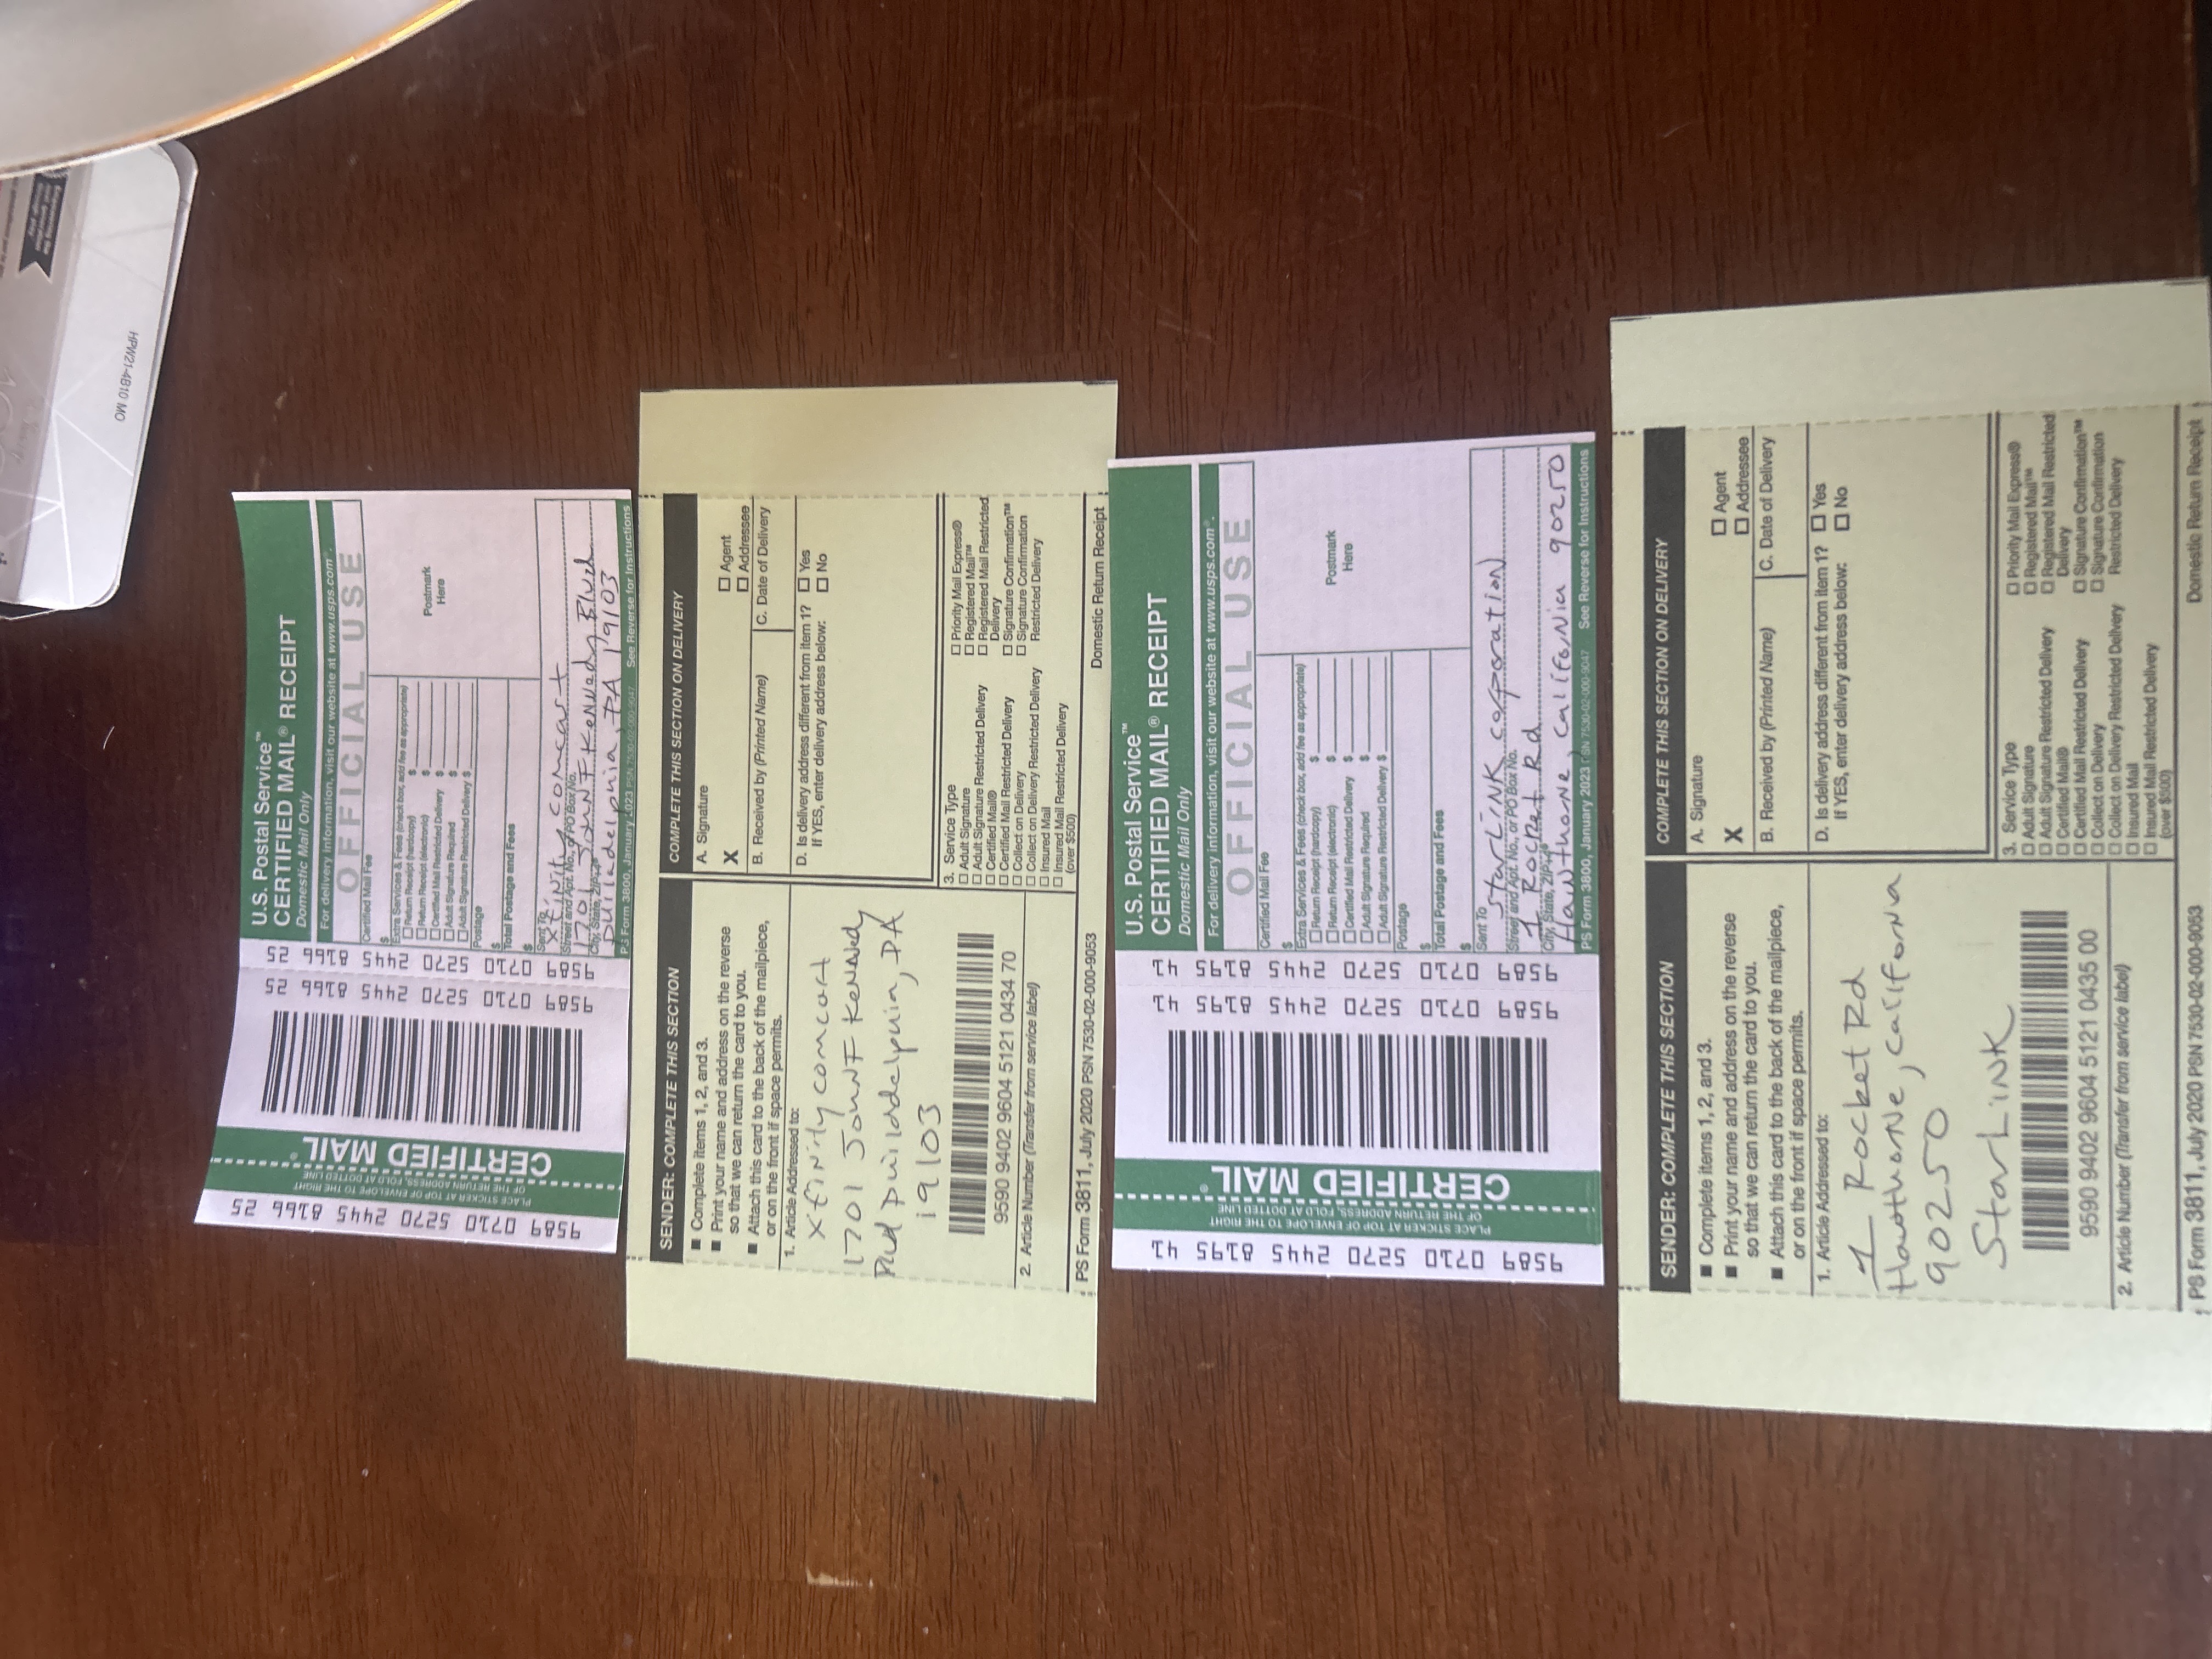 HPW21-4B10 MO
9589 0710 5270 2445 8166 25
PLACE STICKER AT TOP OF ENVELOPE TO THE RIGHT
OF THE RETURN ADDRESS, FOLD AT DOTTED LINE
CERTIFIED MAIL®
9589 0710 5270 2445 8166 25
9589 0710 5270 2445 8166 25
U.S. Postal Service™
CERTIFIED MAIL® RECEIPT
Domestic Mail Only
For delivery information, visit our website at www.usps.com®.
OFFICIAL USE
Certified Mail Fee
$
Extra Services & Fees (check box, add fee as appropriate)
Return Receipt (hardcopy) $
Return Receipt (electronic) $
Certified Mail Restricted Delivery $
Adult Signature Required $
Adult Signature Restricted Delivery $
Postmark
Here
Postage
$
Total Postage and Fees
$
Sent To
Xfinity comcast
Street and Apt. No., or PO Box No.
1701 John F Kennedy Blvd
City, State, ZIP+4®
Philadelphia, PA 19103
PS Form 3800, January 2023 PSN 7530-02-000-9047 See Reverse for Instructions
SENDER: COMPLETE THIS SECTION
■ Complete items 1, 2, and 3.
■ Print your name and address on the reverse
so that we can return the card to you.
■ Attach this card to the back of the mailpiece,
or on the front if space permits.
1. Article Addressed to:
Xfinity comcast
1701 John F Kennedy
Blvd Philadelphia, PA
19103
9590 9402 9604 5121 0434 70
2. Article Number (Transfer from service label)
COMPLETE THIS SECTION ON DELIVERY
A. Signature
X
Agent
Addressee
B. Received by (Printed Name)
C. Date of Delivery
D. Is delivery address different from item 1? Yes
If YES, enter delivery address below: No
3. Service Type
Adult Signature
Adult Signature Restricted Delivery
Certified Mail®
Certified Mail Restricted Delivery
Collect on Delivery
Collect on Delivery Restricted Delivery
Insured Mail
Insured Mail Restricted Delivery
(over $500)
Priority Mail Express®
Registered Mail™
Registered Mail Restricted
Delivery
Signature Confirmation™
Signature Confirmation
Restricted Delivery
PS Form 3811, July 2020 PSN 7530-02-000-9053
Domestic Return Receipt
9589 0710 5270 2445 8195 41
PLACE STICKER AT TOP OF ENVELOPE TO THE RIGHT
OF THE RETURN ADDRESS, FOLD AT DOTTED LINE
CERTIFIED MAIL®
9589 0710 5270 2445 8195 41
9589 0710 5270 2445 8195 41
U.S. Postal Service™
CERTIFIED MAIL® RECEIPT
Domestic Mail Only
For delivery information, visit our website at www.usps.com®.
OFFICIAL USE
Certified Mail Fee
$
Extra Services & Fees (check box, add fee as appropriate)
Return Receipt (hardcopy) $
Return Receipt (electronic) $
Certified Mail Restricted Delivery $
Adult Signature Required $
Adult Signature Restricted Delivery $
Postmark
Here
Postage
$
Total Postage and Fees
$
Sent To
StarLink corporation
Street and Apt. No., or PO Box No.
1 Rocket Rd
City, State, ZIP+4®
Hawthorne, California 90250
PS Form 3800, January 2023 PSN 7530-02-000-9047 See Reverse for Instructions
SENDER: COMPLETE THIS SECTION
■ Complete items 1, 2, and 3.
■ Print your name and address on the reverse
so that we can return the card to you.
■ Attach this card to the back of the mailpiece,
or on the front if space permits.
1. Article Addressed to:
1 Rocket Rd
Hawthorne, California
90250
StarLink
9590 9402 9604 5121 0435 00
2. Article Number (Transfer from service label)
COMPLETE THIS SECTION ON DELIVERY
A. Signature
X
Agent
Addressee
B. Received by (Printed Name)
C. Date of Delivery
D. Is delivery address different from item 1? Yes
If YES, enter delivery address below: No
3. Service Type
Adult Signature
Adult Signature Restricted Delivery
Certified Mail®
Certified Mail Restricted Delivery
Collect on Delivery
Collect on Delivery Restricted Delivery
Insured Mail
Insured Mail Restricted Delivery
(over $500)
Priority Mail Express®
Registered Mail™
Registered Mail Restricted
Delivery
Signature Confirmation™
Signature Confirmation
Restricted Delivery
PS Form 3811, July 2020 PSN 7530-02-000-9053
Domestic Return Receipt